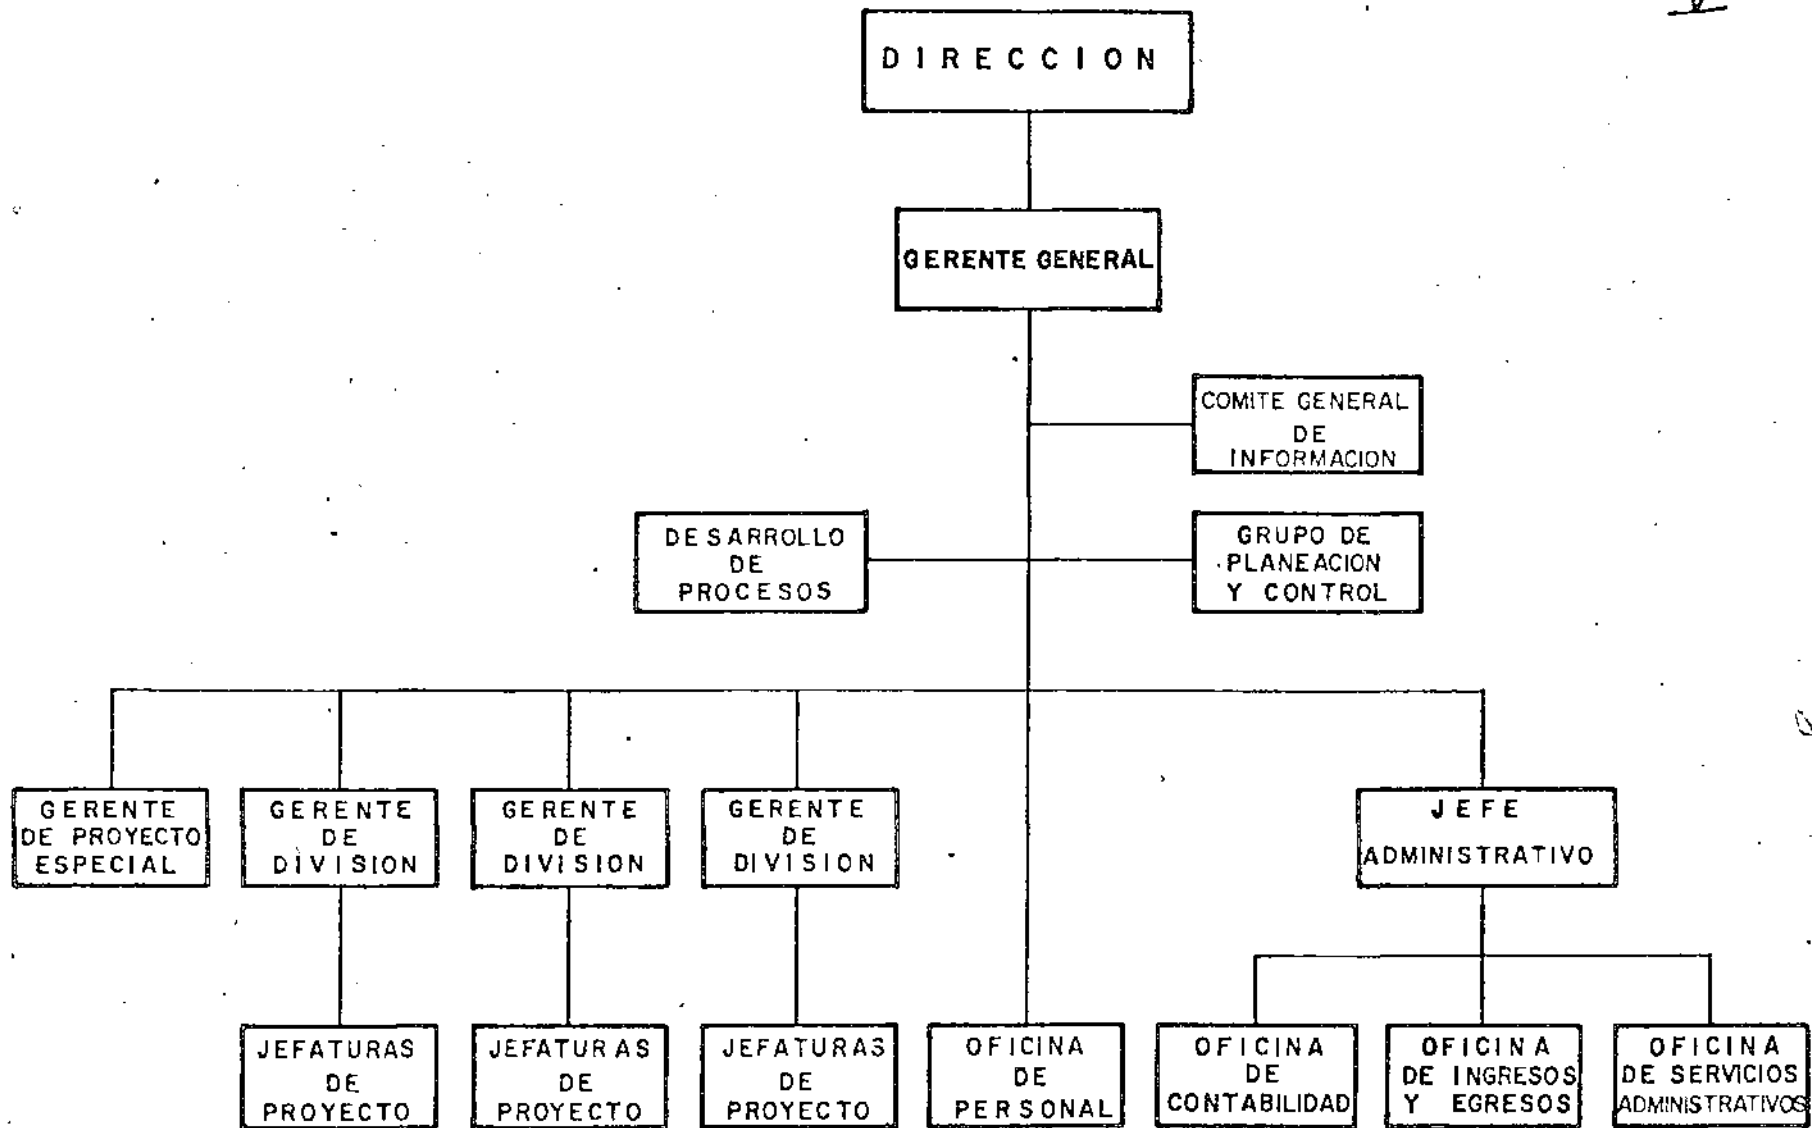 DIRECCION
GERENTE GENERAL
COMITE GENERAL
DE
INFORMACION
DESARROLLO
DE
PROCESOS
GRUPO DE
PLANEACION
Y CONTROL
GERENTE
DE PROYECTO
ESPECIAL
GERENTE
DE
DIVISION
GERENTE
DE
DIVISION
GERENTE
DE
DIVISION
JEFE
ADMINISTRATIVO
JEFATURAS
DE
PROYECTO
JEFATURAS
DE
PROYECTO
JEFATURAS
DE
PROYECTO
OFICINA
DE
PERSONAL
OFICINA
DE
CONTABILIDAD
OFICINA
DE INGRESOS
Y EGRESOS
OFICINA
DE SERVICIOS
ADMINISTRATIVOS